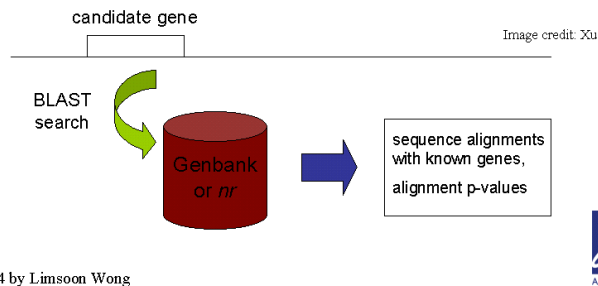 candidate gene
Image credit: Xu
BLAST
search
Genbank
or nr
sequence alignments
with known genes,
alignment p-values
4 by Limsoon Wong